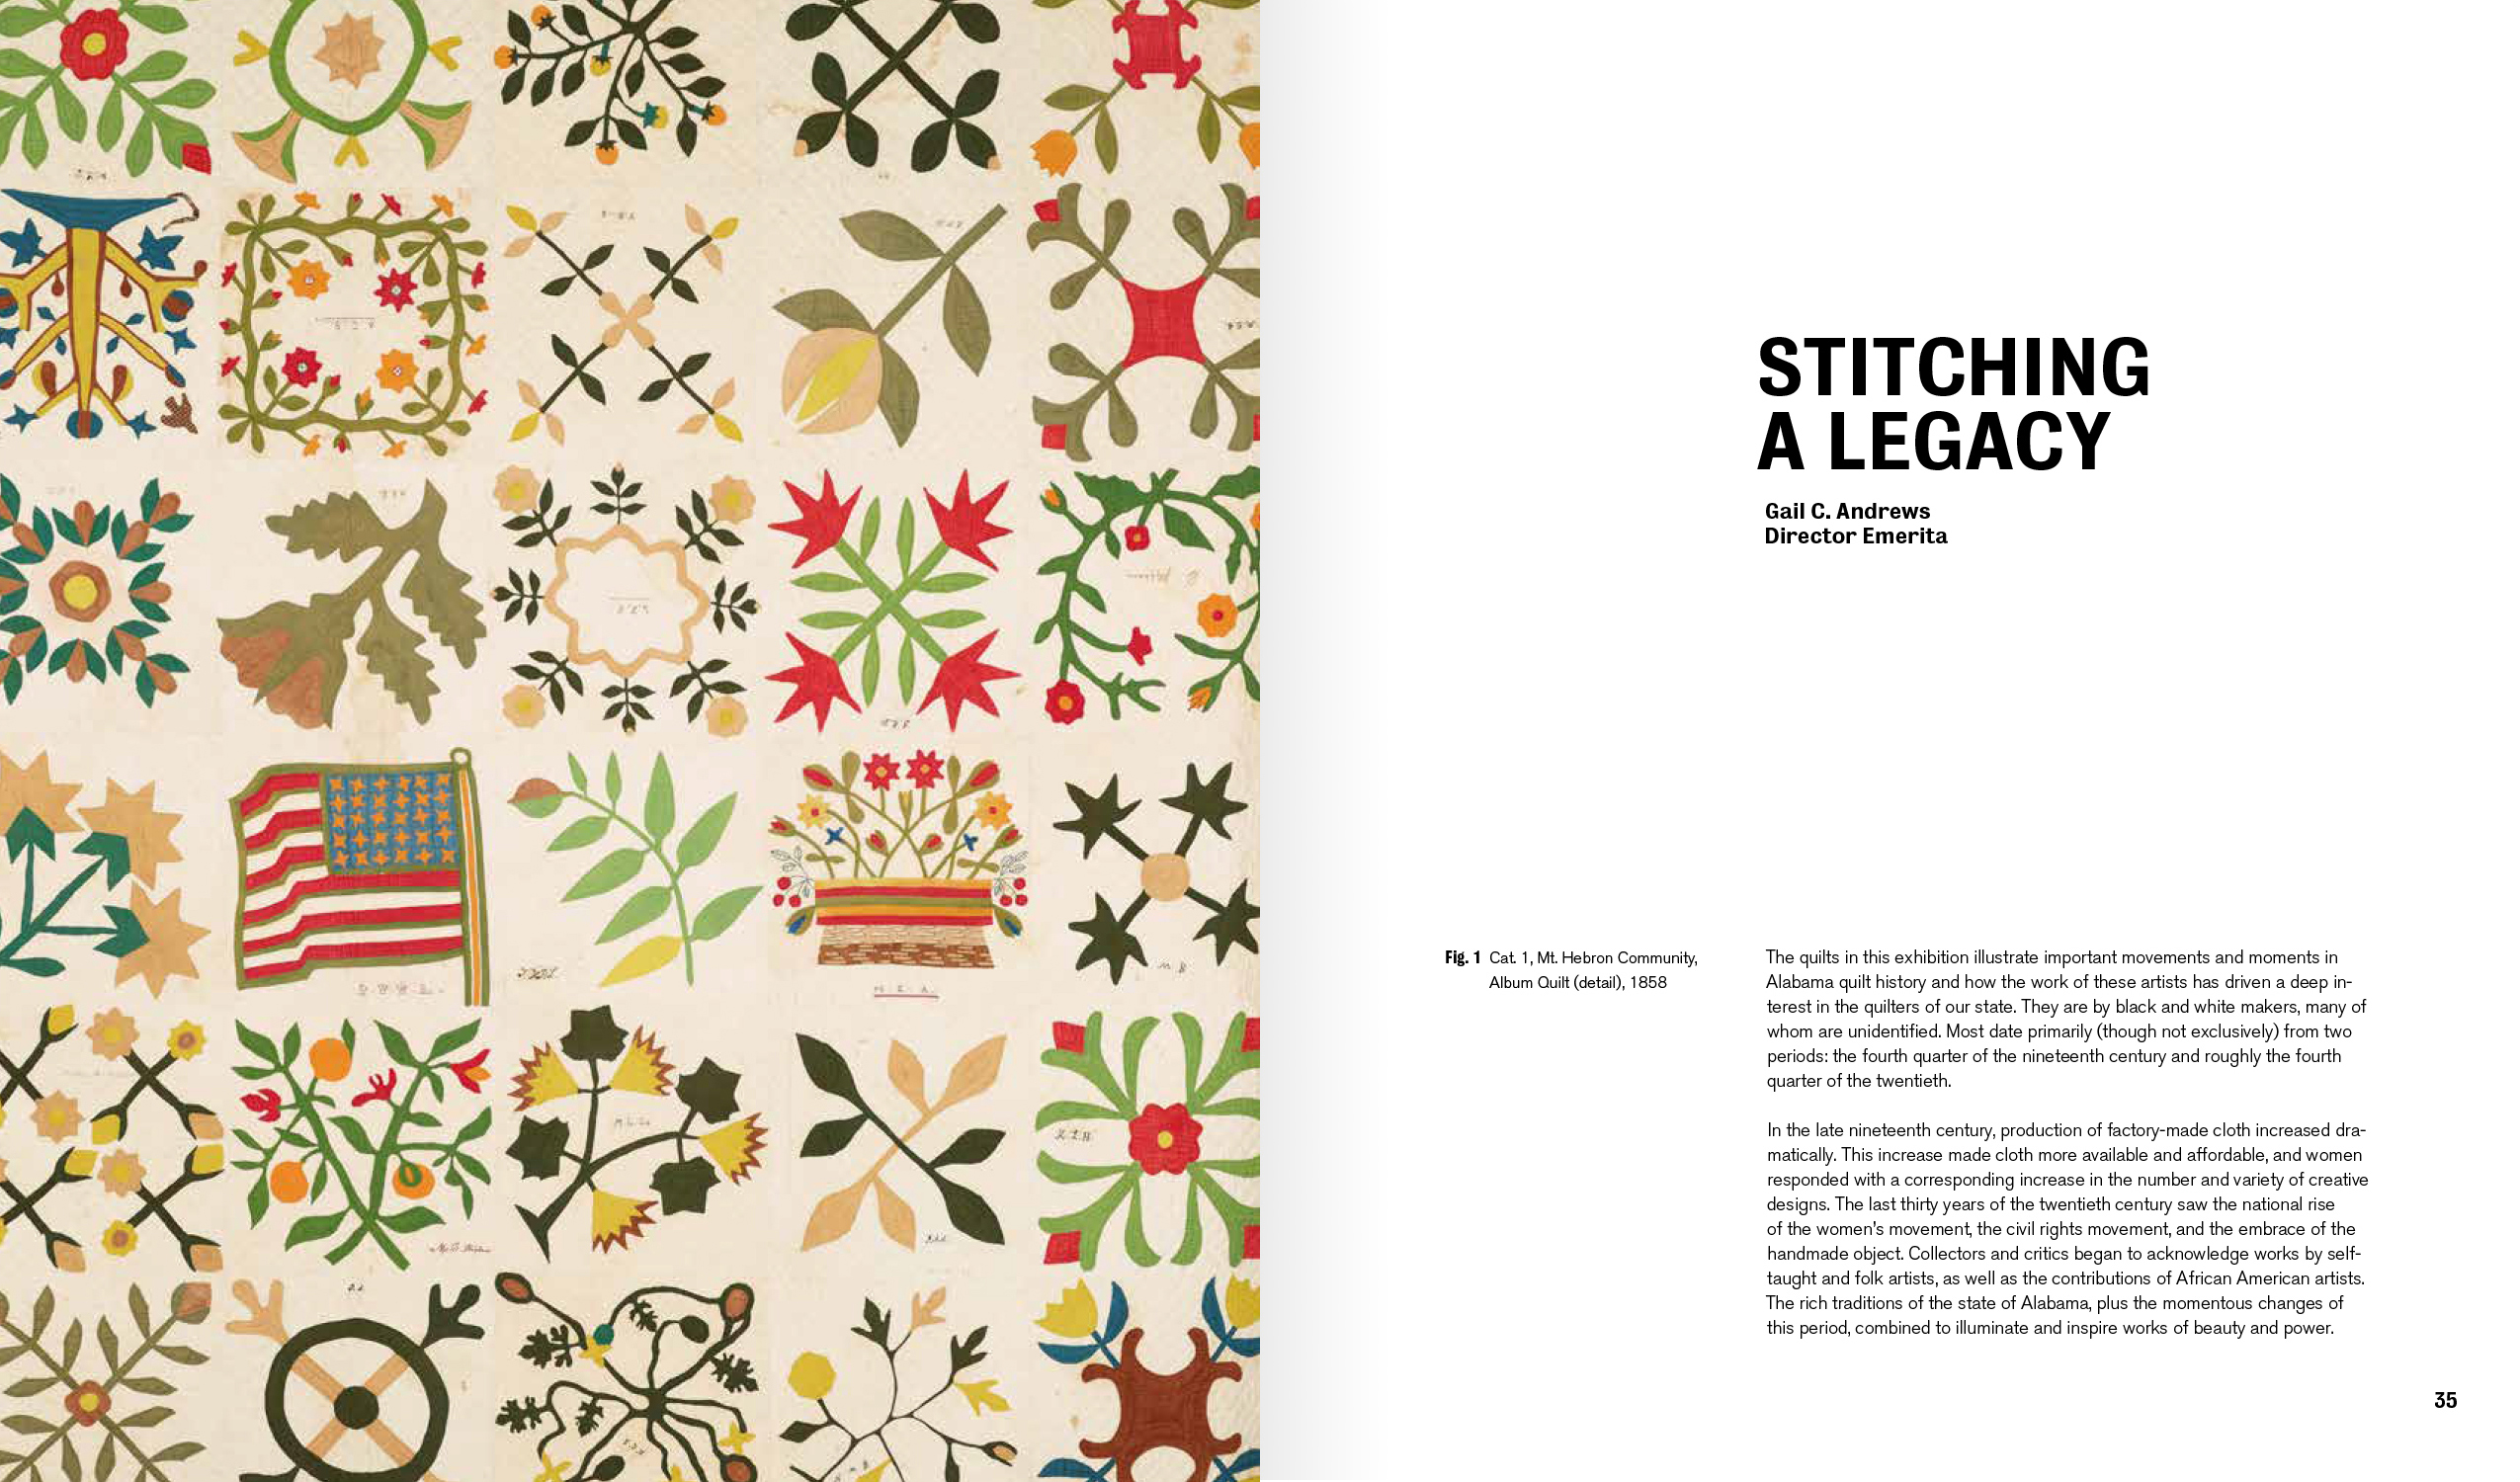 STITCHING
A LEGACY
Gail C. Andrews
Director Emerita
Fig. 1 Cat. 1, Mt. Hebron Community,
Album Quilt (detail), 1858
The quilts in this exhibition illustrate important movements and moments in
Alabama quilt history and how the work of these artists has driven a deep in-
terest in the quilters of our state. They are by black and white makers, many of
whom are unidentified. Most date primarily (though not exclusively) from two
periods: the fourth quarter of the nineteenth century and roughly the fourth
quarter of the twentieth.
In the late nineteenth century, production of factory-made cloth increased dra-
matically. This increase made cloth more available and affordable, and women
responded with a corresponding increase in the number and variety of creative
designs. The last thirty years of the twentieth century saw the national rise
of the women's movement, the civil rights movement, and the embrace of the
handmade object. Collectors and critics began to acknowledge works by self-
taught and folk artists, as well as the contributions of African American artists.
The rich traditions of the state of Alabama, plus the momentous changes of
this period, combined to illuminate and inspire works of beauty and power.
35